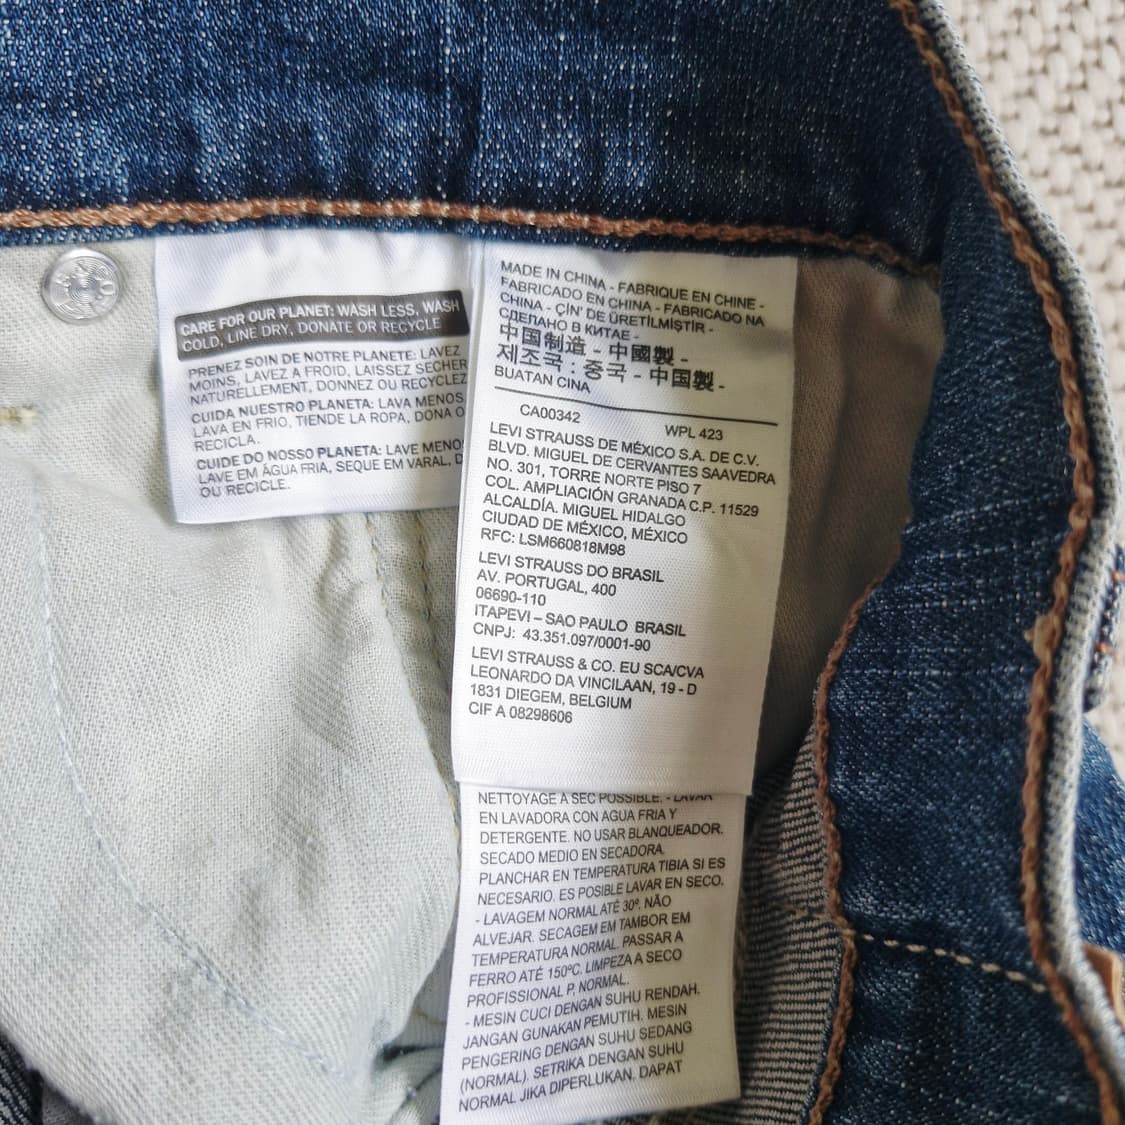 CARE FOR OUR PLANET: WASH LESS, WASH
COLD, LINE DRY, DONATE OR RECYCLE
PRENEZ SOIN DE NOTRE PLANETE: LAVEZ
MOINS, LAVEZ A FROID, LAISSEZ SÉCHER
NATURELLEMENT, DONNEZ OU RECYCLEZ
CUIDA NUESTRO PLANETA: LAVA MENOS
LAVA EN FRIO, TIENDE LA ROPA, DONA O
RECICLA.
CUIDE DO NOSSO PLANETA: LAVE MENO
LAVE EM ÁGUA FRIA, SEQUE EM VARAL, D
OU RECICLE.
MADE IN CHINA - FABRIQUE EN CHINE -
FABRICADO EN CHINA - FABRICADO NA
CHINA - ÇIN' DE ÜRETILMIŞTIR -
СДЕЛАНО В КИТАЕ -
中国制造 - 中國製 -
제조국 : 중국 - 中国製 -
BUATAN CINA
CA00342 WPL 423
LEVI STRAUSS DE MÉXICO S.A. DE C.V.
BLVD. MIGUEL DE CERVANTES SAAVEDRA
NO. 301, TORRE NORTE PISO 7
COL. AMPLIACIÓN GRANADA C.P. 11529
ALCALDÍA. MIGUEL HIDALGO
CIUDAD DE MÉXICO, MÉXICO
RFC: LSM660818M98
LEVI STRAUSS DO BRASIL
AV. PORTUGAL, 400
06690-110
ITAPEVI – SAO PAULO BRASIL
CNPJ: 43.351.097/0001-90
LEVI STRAUSS & CO. EU SCA/CVA
LEONARDO DA VINCILAAN, 19 - D
1831 DIEGEM, BELGIUM
CIF A 08298606
NETTOYAGE À SEC POSSIBLE. - LAVAR
EN LAVADORA CON AGUA FRIA Y
DETERGENTE. NO USAR BLANQUEADOR.
SECADO MEDIO EN SECADORA.
PLANCHAR EN TEMPERATURA TIBIA SI ES
NECESARIO. ES POSIBLE LAVAR EN SECO.
- LAVAGEM NORMAL ATÉ 30º. NÃO
ALVEJAR. SECAGEM EM TAMBOR EM
TEMPERATURA NORMAL. PASSAR A
FERRO ATÉ 150ºC. LIMPEZA A SECO
PROFISSIONAL P, NORMAL.
- MESIN CUCI DENGAN SUHU RENDAH.
JANGAN GUNAKAN PEMUTIH. MESIN
PENGERING DENGAN SUHU SEDANG
(NORMAL). SETRIKA DENGAN SUHU
NORMAL JIKA DIPERLUKAN. DAPAT